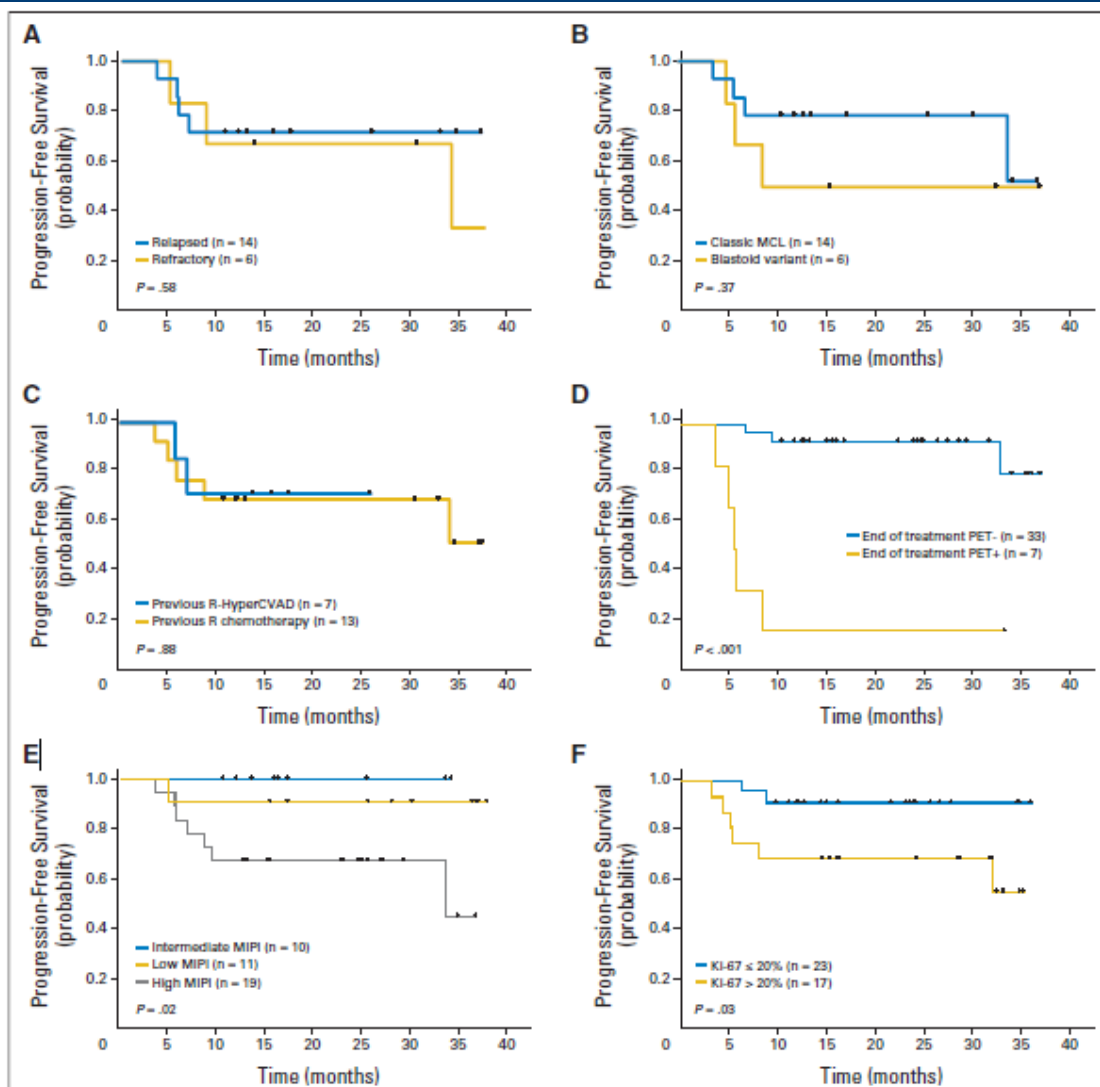 A
Progression-Free Survival
(probability)
1.0
0.8
0.6
0.4
0.2
0
Relapsed (n = 14)
Refractory (n = 6)
P = .58
5 10 15 20 25 30 35 40
Time (months)
B
Progression-Free Survival
(probability)
1.0
0.8
0.6
0.4
0.2
0
Classic MCL (n = 14)
Blastoid variant (n = 6)
P = .37
5 10 15 20 25 30 35 40
Time (months)
C
Progression-Free Survival
(probability)
1.0
0.8
0.6
0.4
0.2
0
Previous R-HyperCVAD (n = 7)
Previous R chemotherapy (n = 13)
P = .88
5 10 15 20 25 30 35 40
Time (months)
D
Progression-Free Survival
(probability)
1.0
0.8
0.6
0.4
0.2
0
End of treatment PET- (n = 33)
End of treatment PET+ (n = 7)
P < .001
5 10 15 20 25 30 35 40
Time (months)
E
Progression-Free Survival
(probability)
1.0
0.8
0.6
0.4
0.2
0
Intermediate MIPI (n = 10)
Low MIPI (n = 11)
High MIPI (n = 19)
P = .02
5 10 15 20 25 30 35 40
Time (months)
F
Progression-Free Survival
(probability)
1.0
0.8
0.6
0.4
0.2
0
KI-67 ≤ 20% (n = 23)
KI-67 > 20% (n = 17)
P = .03
5 10 15 20 25 30 35 40
Time (months)